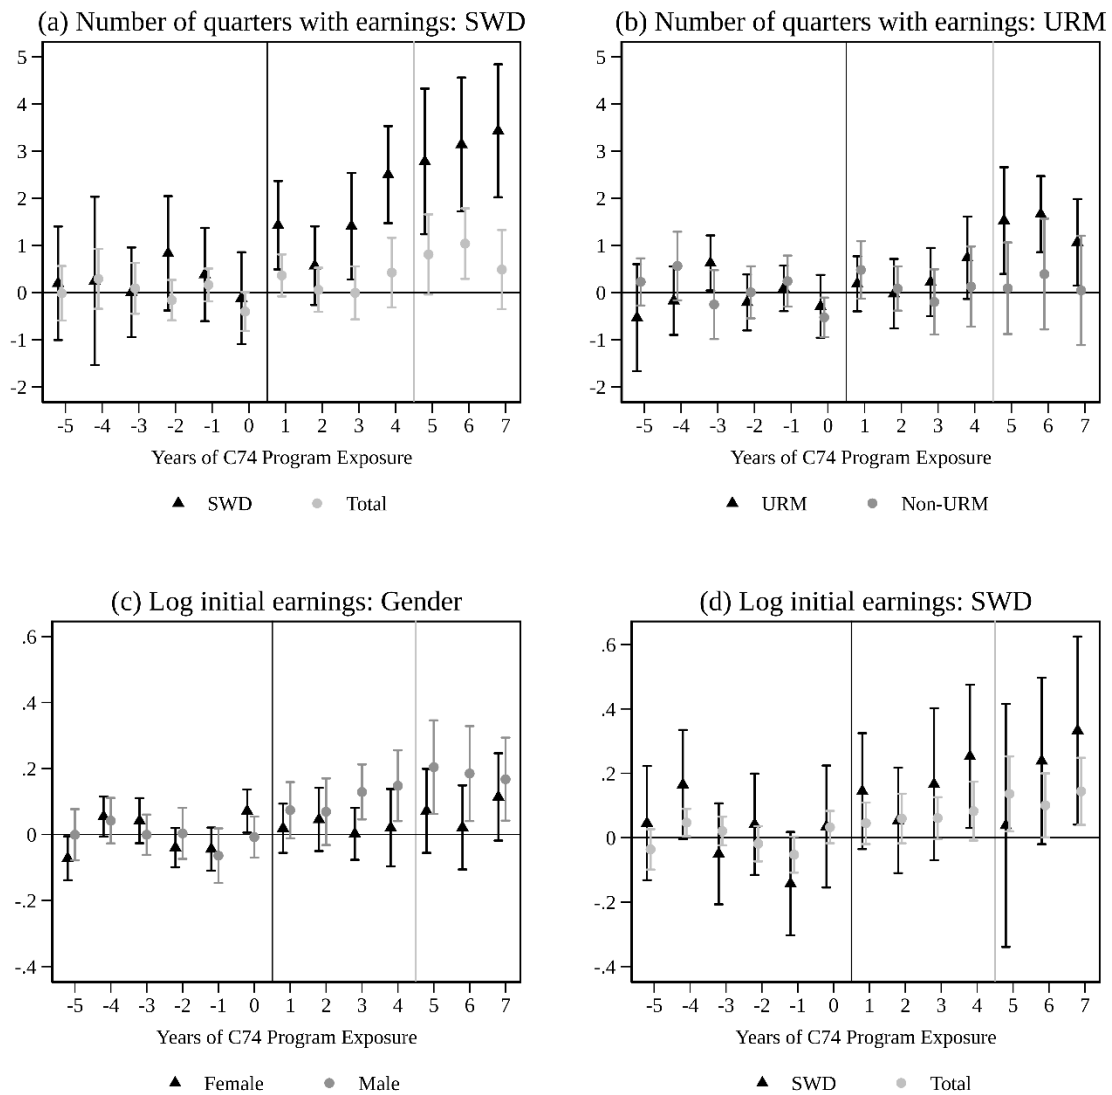 (a) Number of quarters with earnings: SWD
5
4
3
2
1
0
-1
-2
-5 -4 -3 -2 -1 0 1 2 3 4 5 6 7
Years of C74 Program Exposure
SWD Total
(b) Number of quarters with earnings: URM
5
4
3
2
1
0
-1
-2
-5 -4 -3 -2 -1 0 1 2 3 4 5 6 7
Years of C74 Program Exposure
URM Non-URM
(c) Log initial earnings: Gender
.6
.4
.2
0
-.2
-.4
-5 -4 -3 -2 -1 0 1 2 3 4 5 6 7
Years of C74 Program Exposure
Female Male
(d) Log initial earnings: SWD
.6
.4
.2
0
-.2
-.4
-5 -4 -3 -2 -1 0 1 2 3 4 5 6 7
Years of C74 Program Exposure
SWD Total